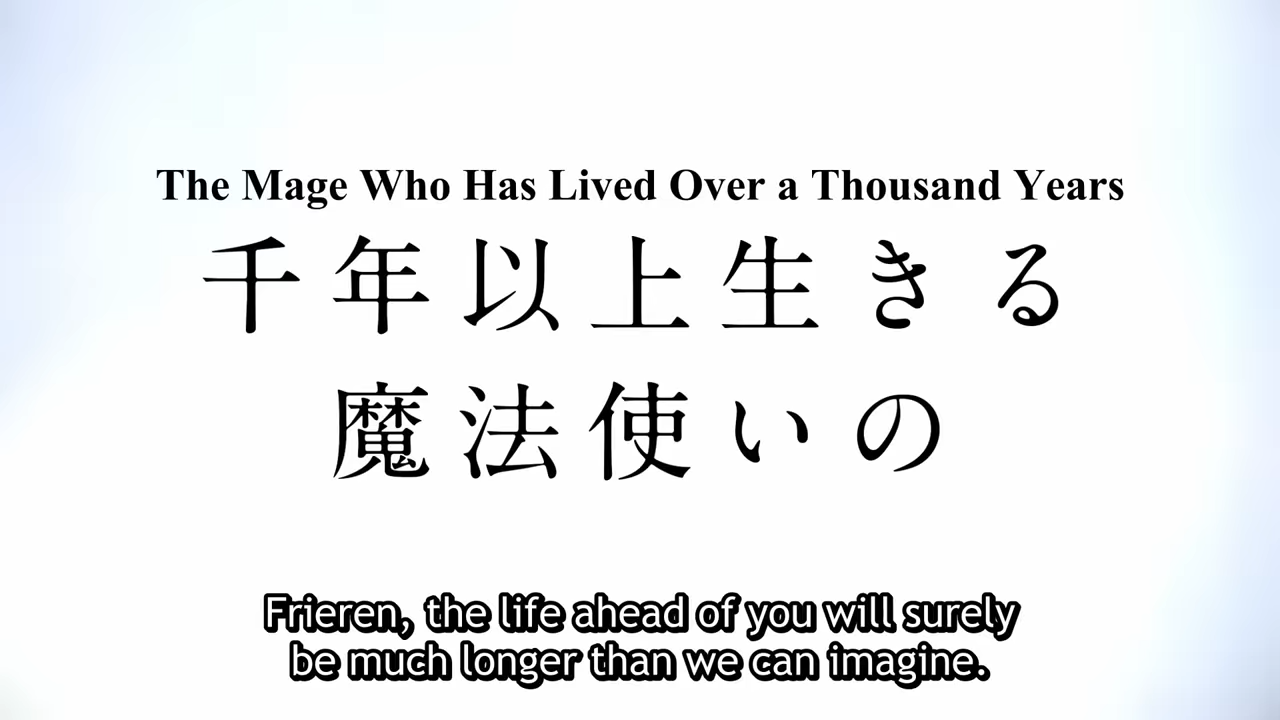 The Mage Who Has Lived Over a Thousand Years
千年以上生きる
魔法使いの
Frieren, the life ahead of you will surely
be much longer than we can imagine.